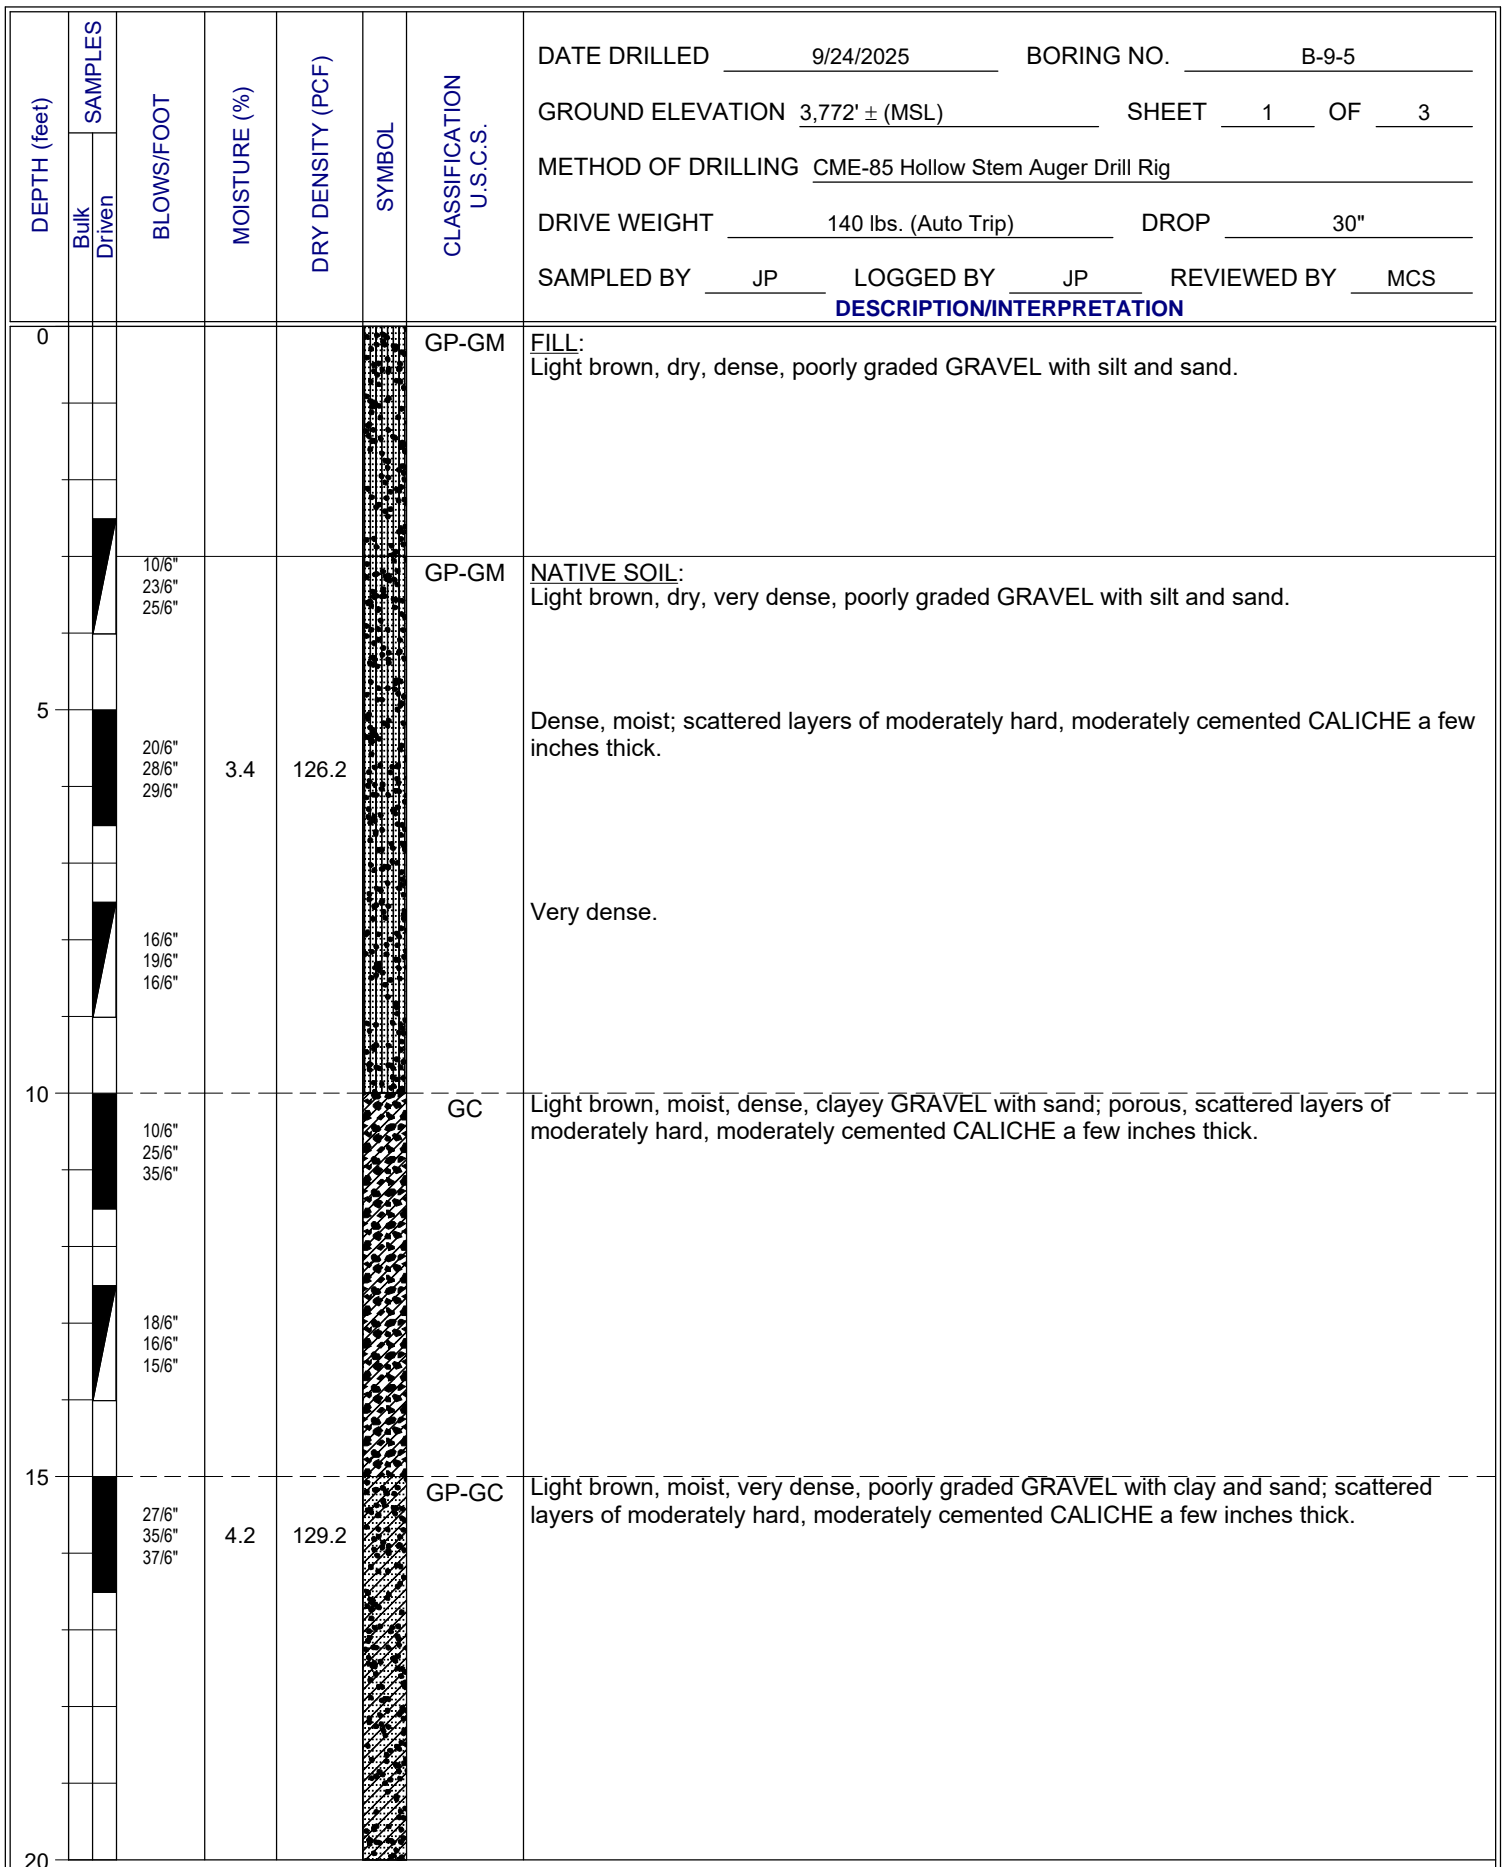 DEPTH (feet)
SAMPLES
Bulk
Driven
BLOWS/FOOT
MOISTURE (%)
DRY DENSITY (PCF)
SYMBOL
CLASSIFICATION
U.S.C.S.
DATE DRILLED 9/24/2025 BORING NO. B-9-5
GROUND ELEVATION 3,772' ± (MSL) SHEET 1 OF 3
METHOD OF DRILLING CME-85 Hollow Stem Auger Drill Rig
DRIVE WEIGHT 140 lbs. (Auto Trip) DROP 30"
SAMPLED BY JP LOGGED BY JP REVIEWED BY MCS
DESCRIPTION/INTERPRETATION
0 GP-GM FILL:
Light brown, dry, dense, poorly graded GRAVEL with silt and sand.
10/6"
23/6"
25/6"
GP-GM NATIVE SOIL:
Light brown, dry, very dense, poorly graded GRAVEL with silt and sand.
5 Dense, moist; scattered layers of moderately hard, moderately cemented CALICHE a few
inches thick.
20/6"
28/6" 3.4 126.2
29/6"
Very dense.
16/6"
19/6"
16/6"
10 GC Light brown, moist, dense, clayey GRAVEL with sand; porous, scattered layers of
moderately hard, moderately cemented CALICHE a few inches thick.
10/6"
25/6"
35/6"
18/6"
16/6"
15/6"
15 GP-GC Light brown, moist, very dense, poorly graded GRAVEL with clay and sand; scattered
layers of moderately hard, moderately cemented CALICHE a few inches thick.
27/6"
35/6" 4.2 129.2
37/6"
20